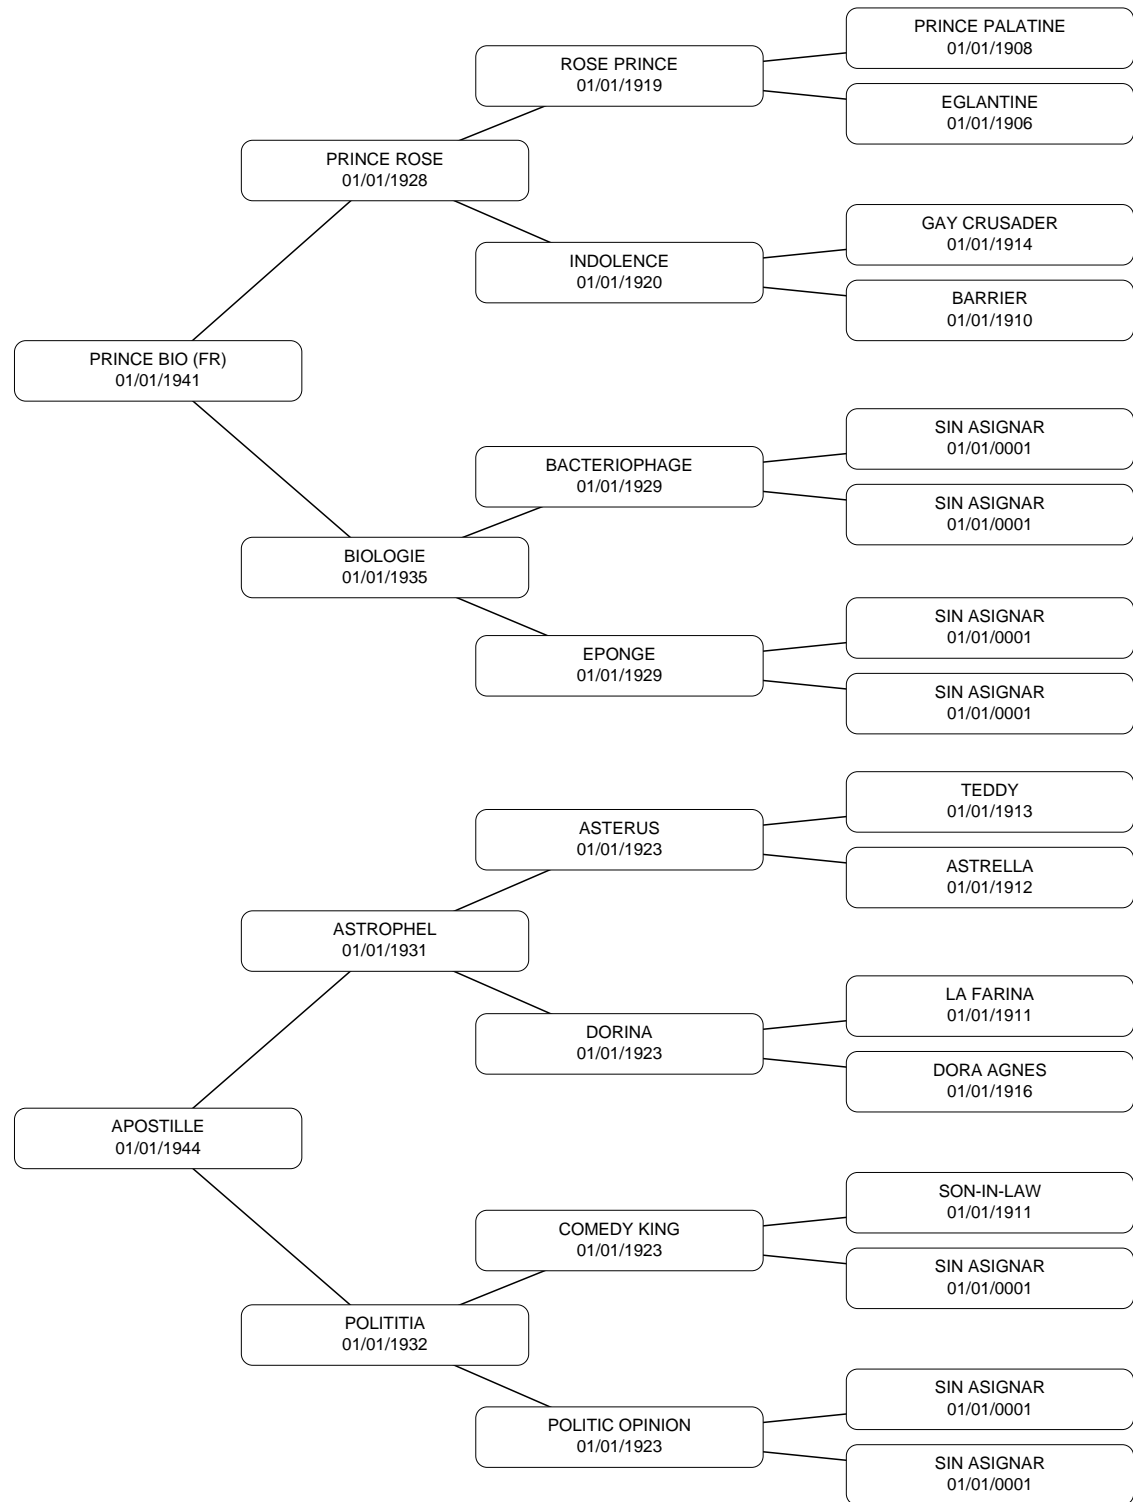 PRINCE PALATINE
01/01/1908
ROSE PRINCE
01/01/1919
EGLANTINE
01/01/1906
PRINCE ROSE
01/01/1928
GAY CRUSADER
01/01/1914
INDOLENCE
01/01/1920
BARRIER
01/01/1910
PRINCE BIO (FR)
01/01/1941
SIN ASIGNAR
01/01/0001
BACTERIOPHAGE
01/01/1929
SIN ASIGNAR
01/01/0001
BIOLOGIE
01/01/1935
SIN ASIGNAR
01/01/0001
EPONGE
01/01/1929
SIN ASIGNAR
01/01/0001
TEDDY
01/01/1913
ASTERUS
01/01/1923
ASTRELLA
01/01/1912
ASTROPHEL
01/01/1931
LA FARINA
01/01/1911
DORINA
01/01/1923
DORA AGNES
01/01/1916
APOSTILLE
01/01/1944
SON-IN-LAW
01/01/1911
COMEDY KING
01/01/1923
SIN ASIGNAR
01/01/0001
POLITITIA
01/01/1932
SIN ASIGNAR
01/01/0001
POLITIC OPINION
01/01/1923
SIN ASIGNAR
01/01/0001